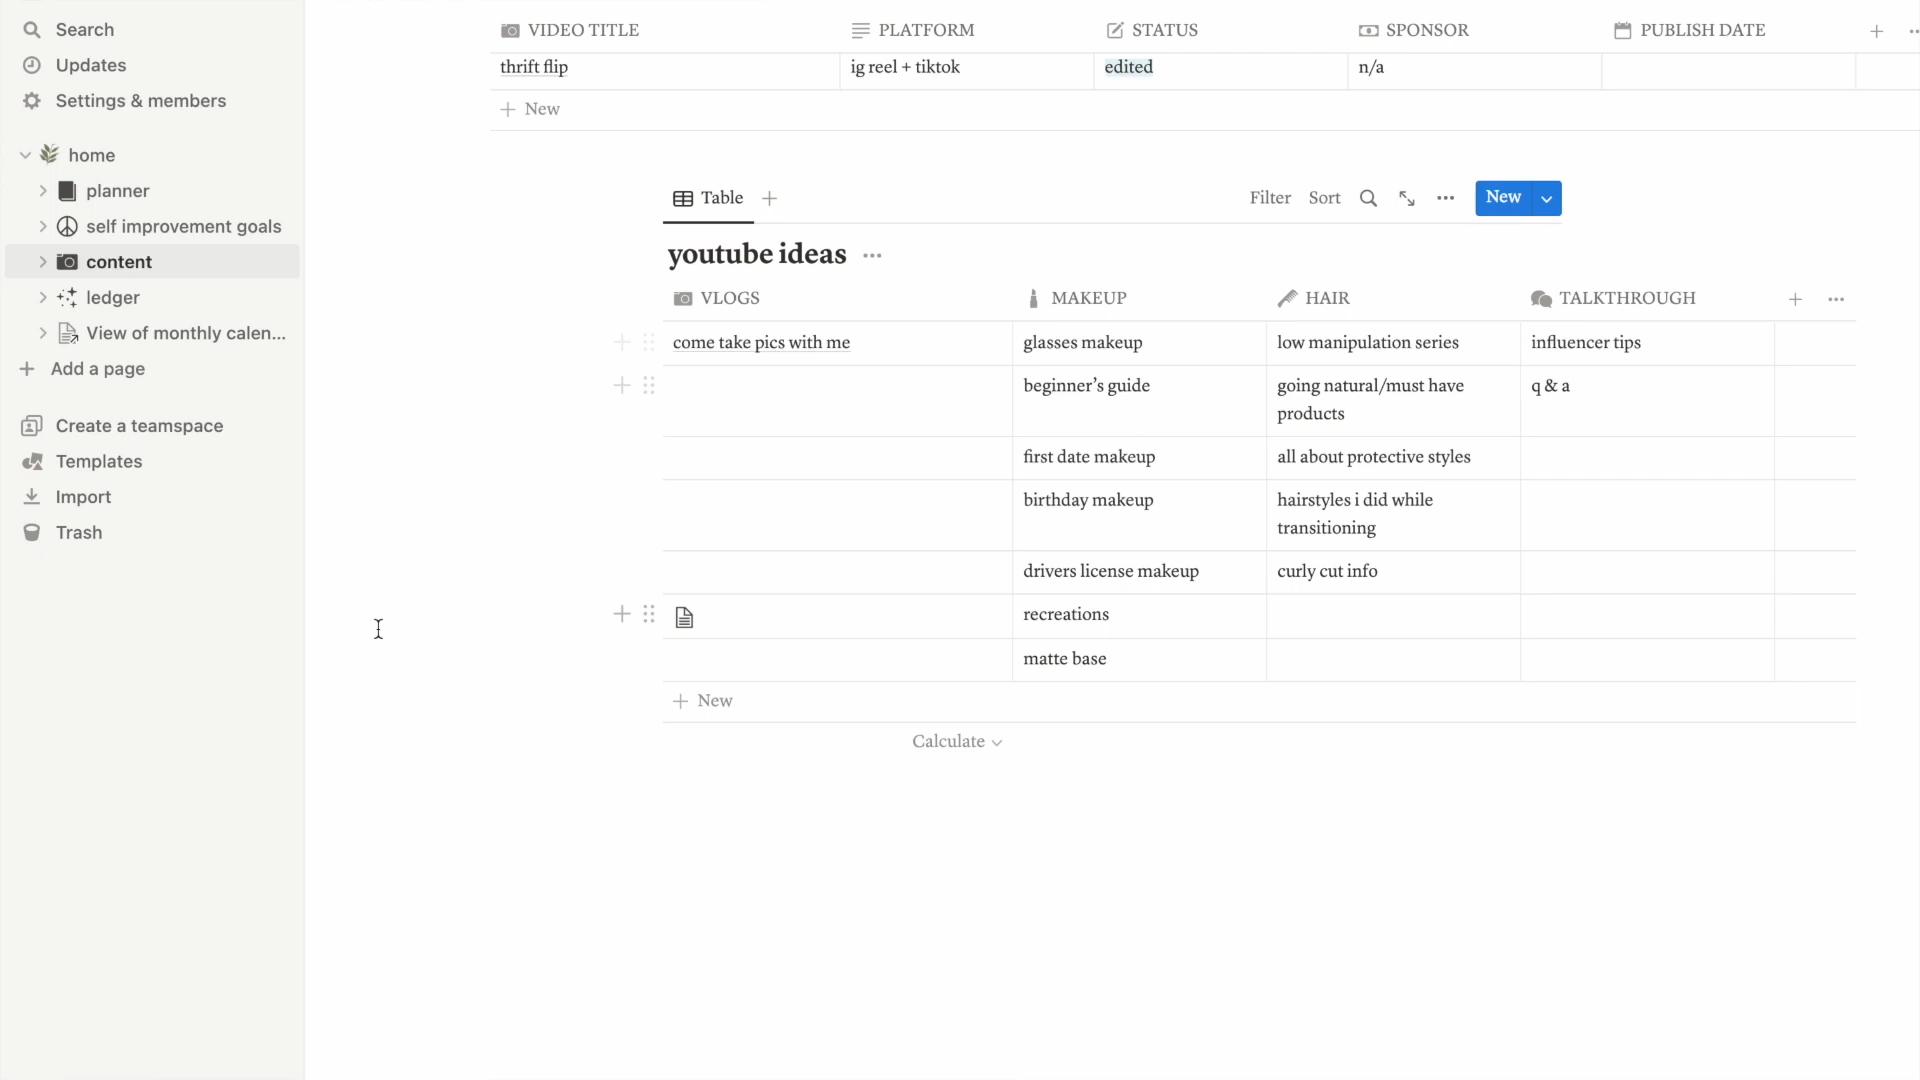 Search
Updates
Settings & members
home
planner
self improvement goals
content
ledger
View of monthly calen...
Add a page
Create a teamspace
Templates
Import
Trash
VIDEO TITLE PLATFORM STATUS SPONSOR PUBLISH DATE
thrift flip ig reel + tiktok edited n/a
New
Table Filter Sort New
youtube ideas
VLOGS MAKEUP HAIR TALKTHROUGH
come take pics with me glasses makeup low manipulation series influencer tips
beginner’s guide going natural/must have q & a
products
first date makeup all about protective styles
birthday makeup hairstyles i did while
transitioning
drivers license makeup curly cut info
recreations
matte base
New
Calculate